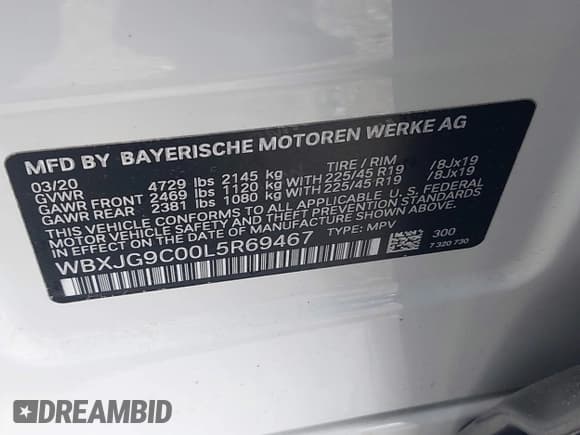 MFD BY BAYERISCHE MOTOREN WERKE AG
03/20 TIRE / RIM
GVWR 4729 lbs 2145 kg
GAWR FRONT 2469 lbs 1120 kg WITH 225/45 R19 /8Jx19
GAWR REAR 2381 lbs 1080 kg WITH 225/45 R19 /8Jx19
THIS VEHICLE CONFORMS TO ALL APPLICABLE U.S. FEDERAL
MOTOR VEHICLE SAFETY, BUMPER, AND THEFT PREVENTION
STANDARDS IN EFFECT ON THE DATE OF MANUFACTURE SHOWN ABOVE.
WBXJG9C00L5R69467 TYPE: MPV 300
7 320 730
DREAMBID